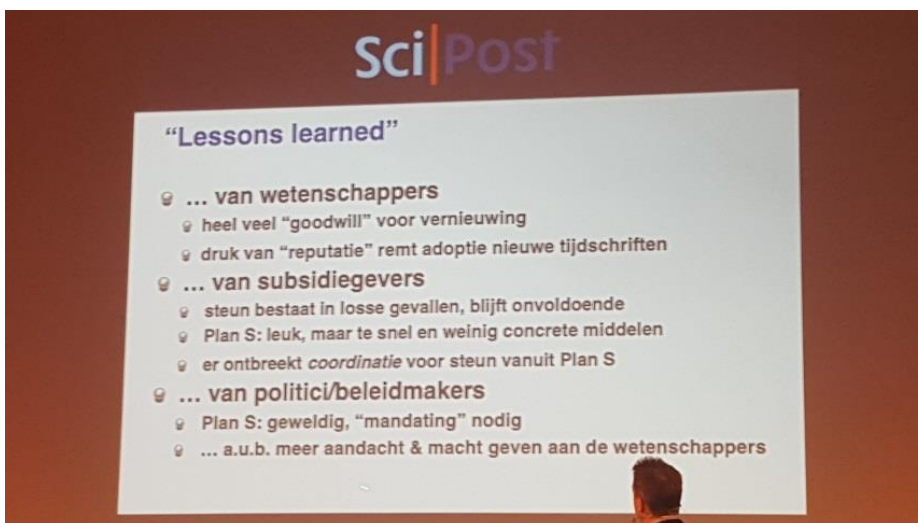 Sci|Post
“Lessons learned”
... van wetenschappers
heel veel “goodwill” voor vernieuwing
druk van “reputatie” remt adoptie nieuwe tijdschriften
... van subsidiegevers
steun bestaat in losse gevallen, blijft onvoldoende
Plan S: leuk, maar te snel en weinig concrete middelen
er ontbreekt coordinatie voor steun vanuit Plan S
... van politici/beleidmakers
Plan S: geweldig, “mandating” nodig
... a.u.b. meer aandacht & macht geven aan de wetenschappers